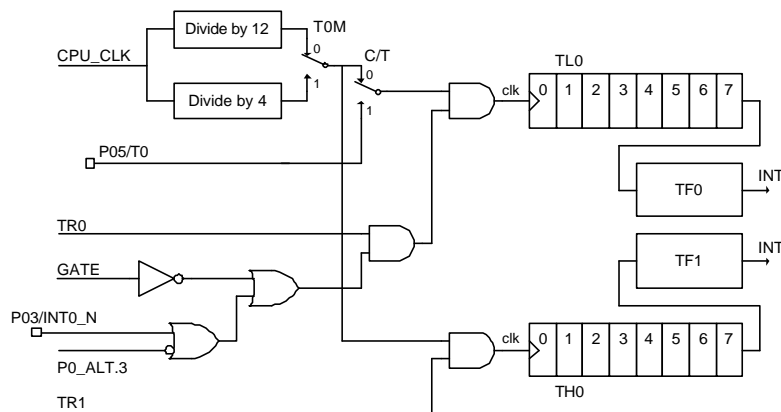 Divide by 12
T0M
CPU_CLK
0
C/T
TL0
1
0
clk
0 1 2 3 4 5 6 7
Divide by 4
1
P05/T0
TF0
INT
TR0
TF1
INT
GATE
P03/INT0_N
clk
0 1 2 3 4 5 6 7
P0_ALT.3
TR1
TH0